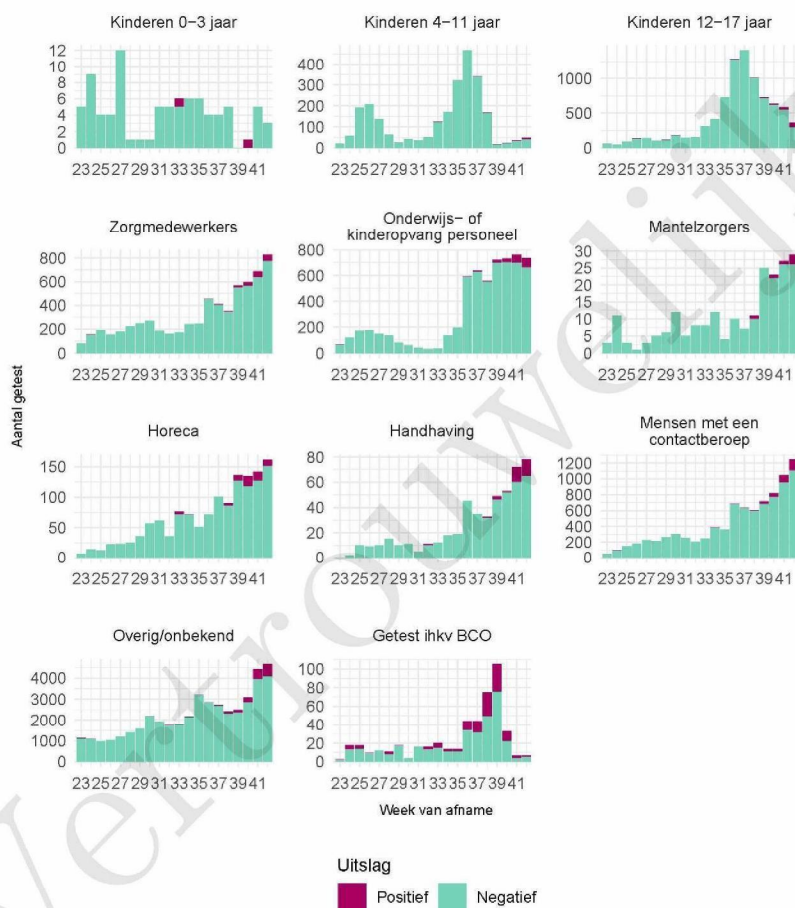 Kinderen 0−3 jaar
Kinderen 4−11 jaar
Kinderen 12−17 jaar
12
10
8
6
4
2
0
400
300
200
100
0
1000
500
0
23 25 27 29 31 33 35 37 39 41
23 25 27 29 31 33 35 37 39 41
23 25 27 29 31 33 35 37 39 41
Zorgmedewerkers
Onderwijs− of
kinderopvang personeel
Mantelzorgers
800
600
400
200
0
800
600
400
200
0
30
25
20
15
10
5
0
23 25 27 29 31 33 35 37 39 41
23 25 27 29 31 33 35 37 39 41
23 25 27 29 31 33 35 37 39 41
Aantal getest
Horeca
Handhaving
Mensen met een
contactberoep
150
100
50
0
80
60
40
20
0
1200
1000
800
600
400
200
0
23 25 27 29 31 33 35 37 39 41
23 25 27 29 31 33 35 37 39 41
23 25 27 29 31 33 35 37 39 41
Overig/onbekend
Getest ihkv BCO
4000
3000
2000
1000
0
100
80
60
40
20
0
23 25 27 29 31 33 35 37 39 41
23 25 27 29 31 33 35 37 39 41
Week van afname
Uitslag
Positief
Negatief
Vertrouwelijk